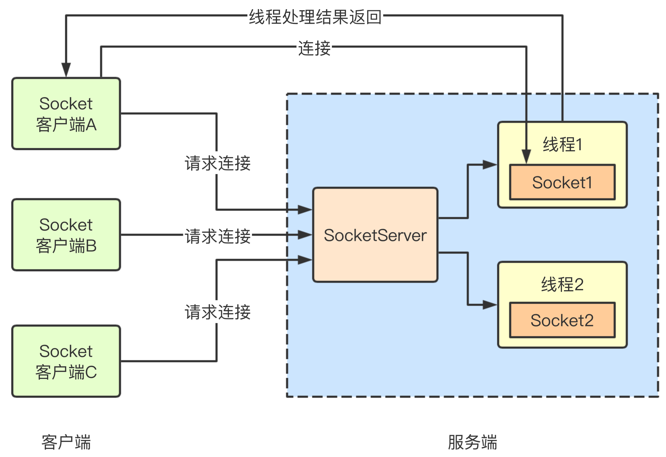 线程处理结果返回
连接
Socket
客户端A
请求连接
线程1
Socket1
Socket
客户端B
请求连接
SocketServer
线程2
Socket2
请求连接
Socket
客户端C
客户端
服务端